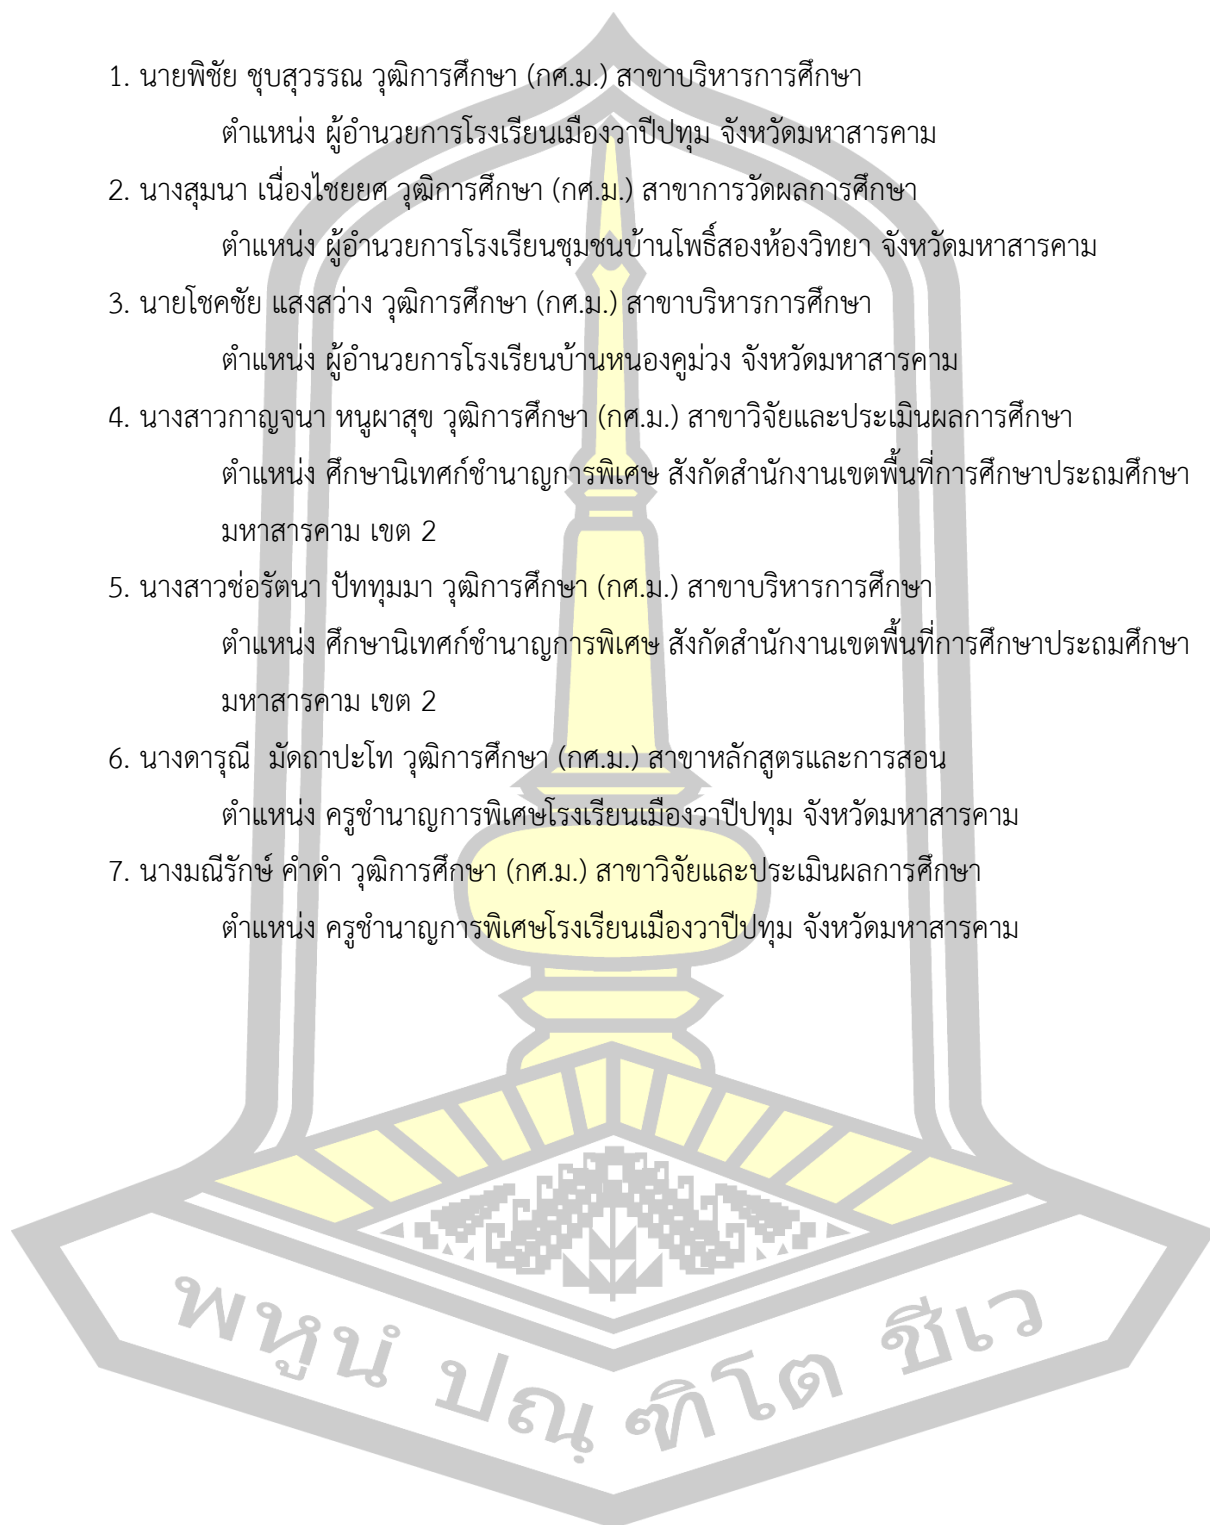 1. นายพิชัย ชุบสุวรรณ วุฒิการศึกษา (กศ.ม.) สาขาบริหารการศึกษา
ตำแหน่ง ผู้อำนวยการโรงเรียนเมืองวาปีปทุม จังหวัดมหาสารคาม
2. นางสุมนา เนื่องไชยยศ วุฒิการศึกษา (กศ.ม.) สาขาการวัดผลการศึกษา
ตำแหน่ง ผู้อำนวยการโรงเรียนชุมชนบ้านโพธิ์สองห้องวิทยา จังหวัดมหาสารคาม
3. นายโชคชัย แสงสว่าง วุฒิการศึกษา (กศ.ม.) สาขาบริหารการศึกษา
ตำแหน่ง ผู้อำนวยการโรงเรียนบ้านหนองคูม่วง จังหวัดมหาสารคาม
4. นางสาวกาญจนา หนูผาสุข วุฒิการศึกษา (กศ.ม.) สาขาวิจัยและประเมินผลการศึกษา
ตำแหน่ง ศึกษานิเทศก์ชำนาญการพิเศษ สังกัดสำนักงานเขตพื้นที่การศึกษาประถมศึกษา
มหาสารคาม เขต 2
5. นางสาวช่อรัตนา ปัททุมมา วุฒิการศึกษา (กศ.ม.) สาขาบริหารการศึกษา
ตำแหน่ง ศึกษานิเทศก์ชำนาญการพิเศษ สังกัดสำนักงานเขตพื้นที่การศึกษาประถมศึกษา
มหาสารคาม เขต 2
6. นางดารุณี  มัดถาปะโท วุฒิการศึกษา (กศ.ม.) สาขาหลักสูตรและการสอน
ตำแหน่ง ครูชำนาญการพิเศษโรงเรียนเมืองวาปีปทุม จังหวัดมหาสารคาม
7. นางมณีรักษ์ คำดำ วุฒิการศึกษา (กศ.ม.) สาขาวิจัยและประเมินผลการศึกษา
ตำแหน่ง ครูชำนาญการพิเศษโรงเรียนเมืองวาปีปทุม จังหวัดมหาสารคาม
พหูนํ ปณฺฑิโต ชีเว